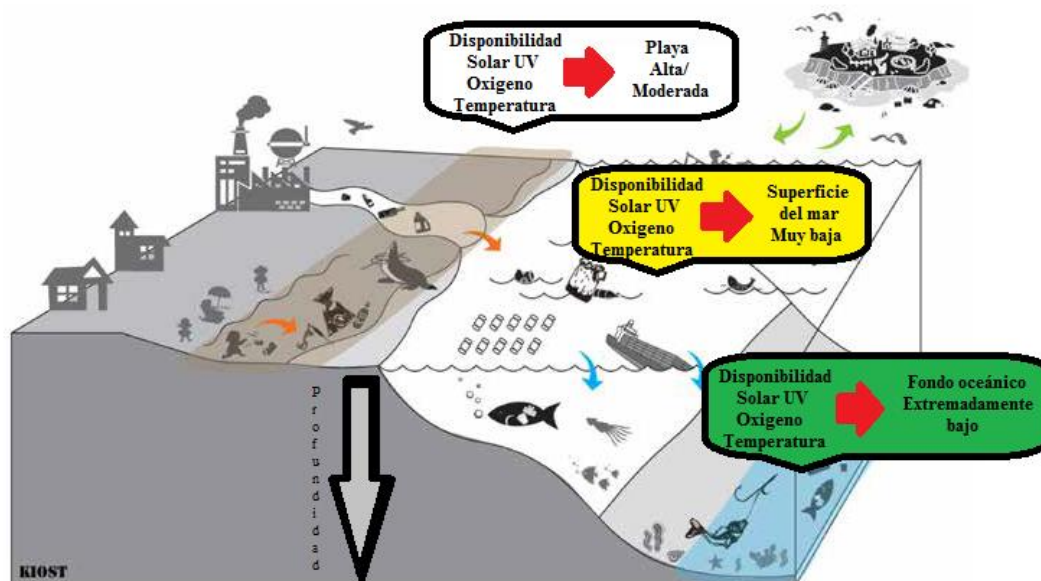 Disponibilidad
Solar UV
Oxigeno
Temperatura
Playa
Alta/
Moderada
Disponibilidad
Solar UV
Oxigeno
Temperatura
Superficie
del mar
Muy baja
Disponibilidad
Solar UV
Oxigeno
Temperatura
Fondo oceánico
Extremadamente
bajo
Profundidad
KIOST